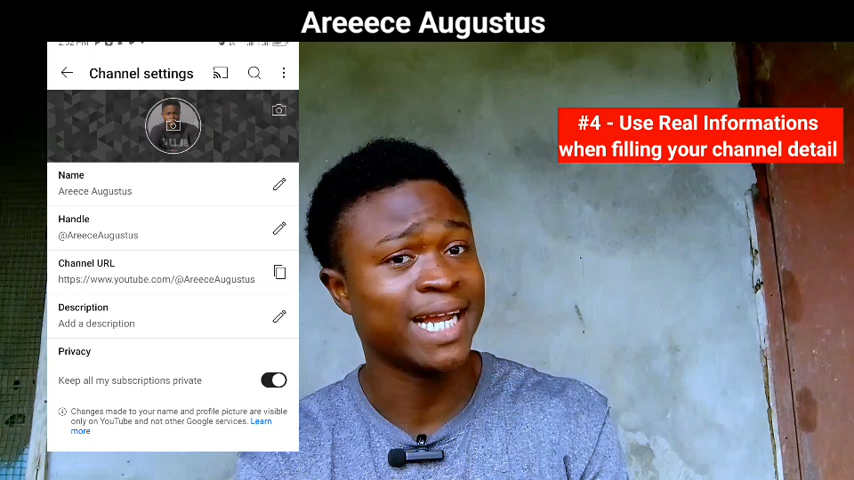 Areeece Augustus
Channel settings
#4 - Use Real Informations
when filling your channel detail
Name
Areece Augustus
Handle
@AreeceAugustus
Channel URL
https://www.youtube.com/@AreeceAugustus
Description
Add a description
Privacy
Keep all my subscriptions private
Changes made to your name and profile picture are visible
only on YouTube and not other Google services. Learn
more